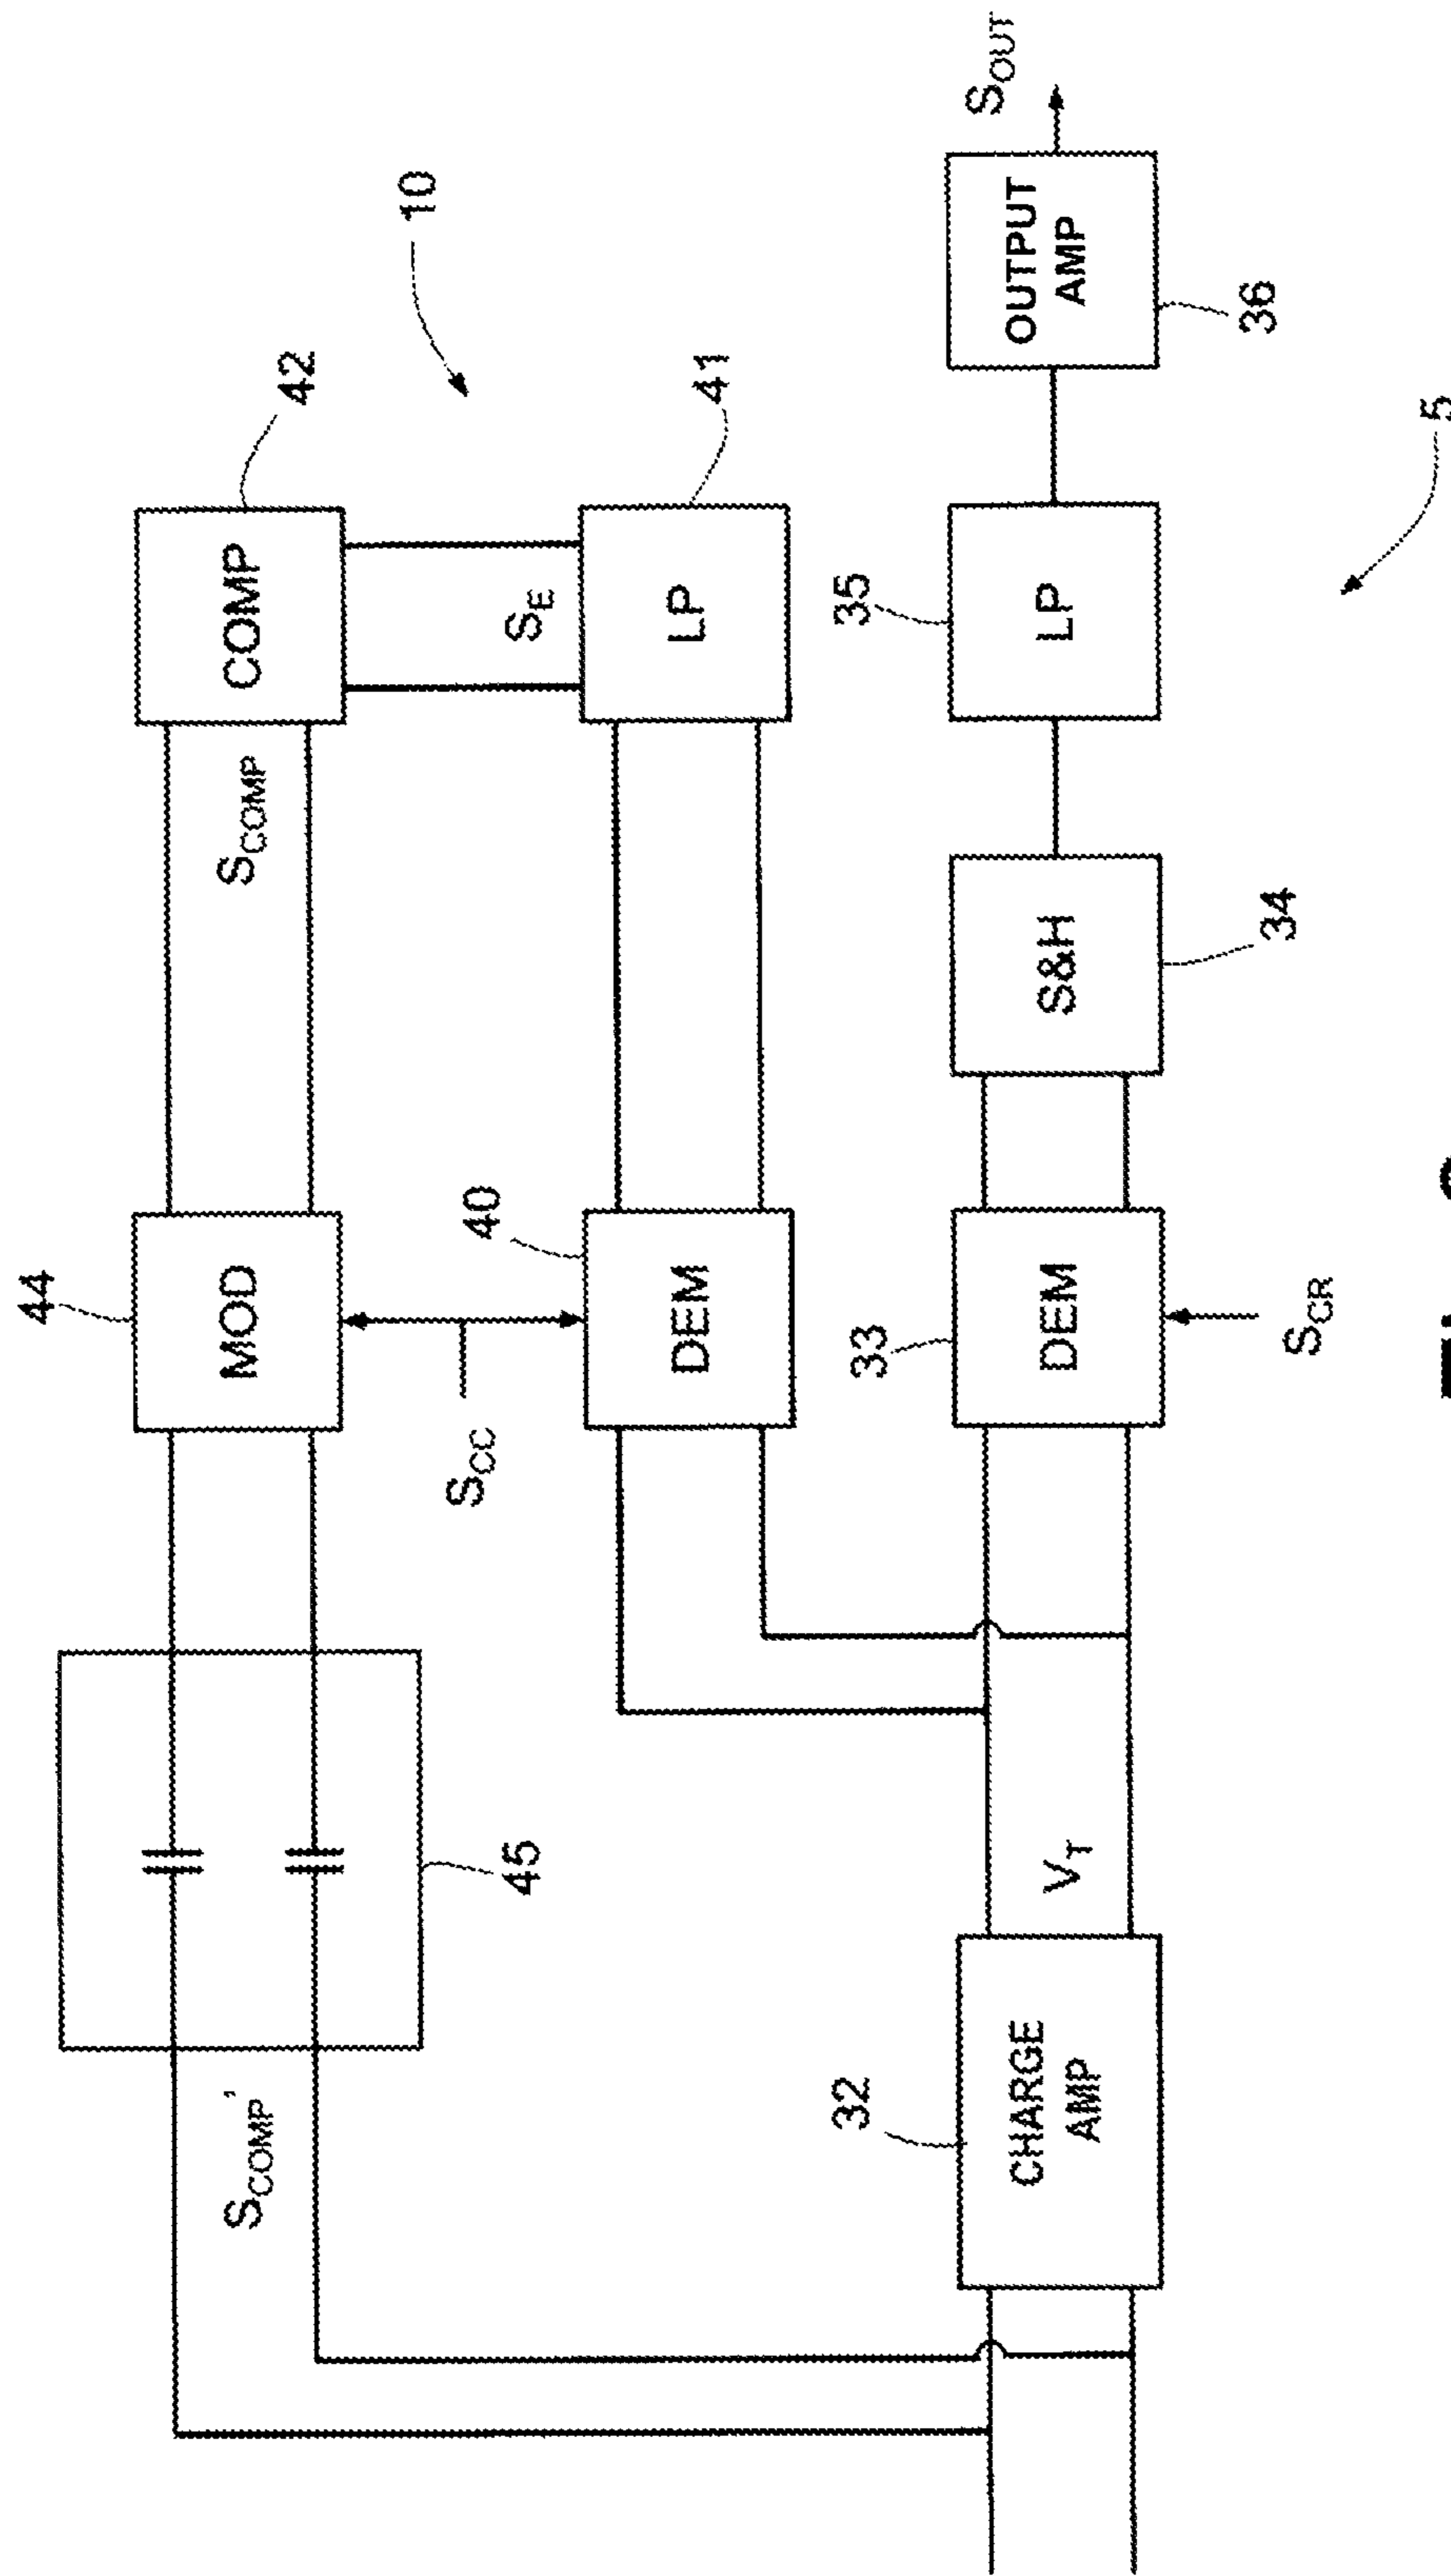 44
MOD
S_COMP
COMP
42
10
S_COMP'
45
S_CC
40
DEM
S_E
LP
41
32
CHARGE
AMP
V_T
33
DEM
S_CR
S&H
34
35
LP
OUTPUT
AMP
36
S_OUT
5